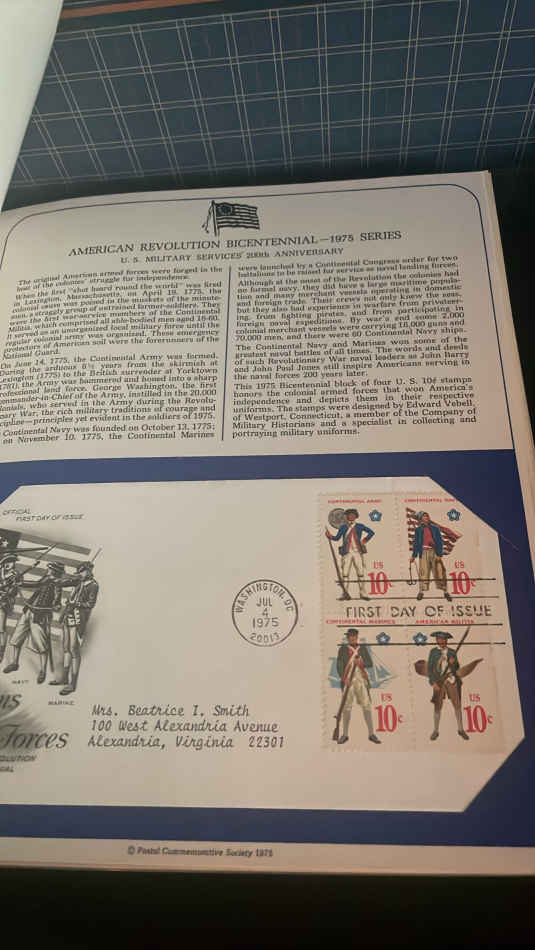 AMERICAN REVOLUTION BICENTENNIAL—1975 SERIES
U. S. MILITARY SERVICES' 200th ANNIVERSARY
The original American armed forces were forged in the
heat of the colonies' struggle for independence.
When the first "shot heard round the world" was fired
in Lexington, Massachusetts, on April 19, 1775, the
colonial cause was poised in the muskets of the minute-
men, a straggly group of untrained farmer-soldiers. They
were the first war-service members of the Continental
Militia, which comprised all able-bodied men aged 16-60.
It served as an unorganized local military force until the
regular colonial army was organized. These emergency
protectors of American soil were the forerunners of the
National Guard.
On June 14, 1775, the Continental Army was formed.
During the arduous 6½ years from the skirmish at
Lexington (1775) to the British surrender at Yorktown
1781), the Army was hammered and honed into a sharp
rofessional land force. George Washington, the first
mmander-in-Chief of the Army, instilled in the 20,000
lonials, who served in the Army during the Revolu-
nary War, the rich military traditions of courage and
cipline—principles yet evident in the soldiers of 1975.
Continental Navy was founded on October 13, 1775;
on November 10, 1775, the Continental Marines
were launched by a Continental Congress order for two
battalions to be raised for service as naval landing forces.
Although at the onset of the Revolution the colonies had
no formal navy, they did have a large maritime popula-
tion and many merchant vessels operating in domestic
and foreign trade. Their crews not only knew the seas,
but they also had experience in warfare from privateer-
ing, from fighting pirates, and from participating in
foreign naval expeditions. By war's end some 2,000
colonial merchant vessels were carrying 18,000 guns and
70,000 men, and there were 60 Continental Navy ships.
The Continental Navy and Marines won some of the
greatest naval battles of all times. The words and deeds
of such Revolutionary War naval leaders as John Barry
and John Paul Jones still inspire Americans serving in
the naval forces 200 years later.
This 1975 Bicentennial block of four U. S. 10¢ stamps
honors the colonial armed forces that won America's
independence and depicts them in their respective
uniforms. The stamps were designed by Edward Vebell,
of Westport, Connecticut, a member of the Company of
Military Historians and a specialist in collecting and
portraying military uniforms.
OFFICIAL
FIRST DAY OF ISSUE
NAVY
MARINE
ns
Forces
OLUTION
IAL
WASHINGTON, DC
JUL
4
1975
20013
CONTINENTAL ARMY
CONTINENTAL NAVY
US
10c
US
10c
FIRST DAY OF ISSUE
CONTINENTAL MARINES
AMERICAN MILITIA
US
10c
US
10c
Mrs. Beatrice I. Smith
100 West Alexandria Avenue
Alexandria, Virginia 22301
© Postal Commemorative Society 1975